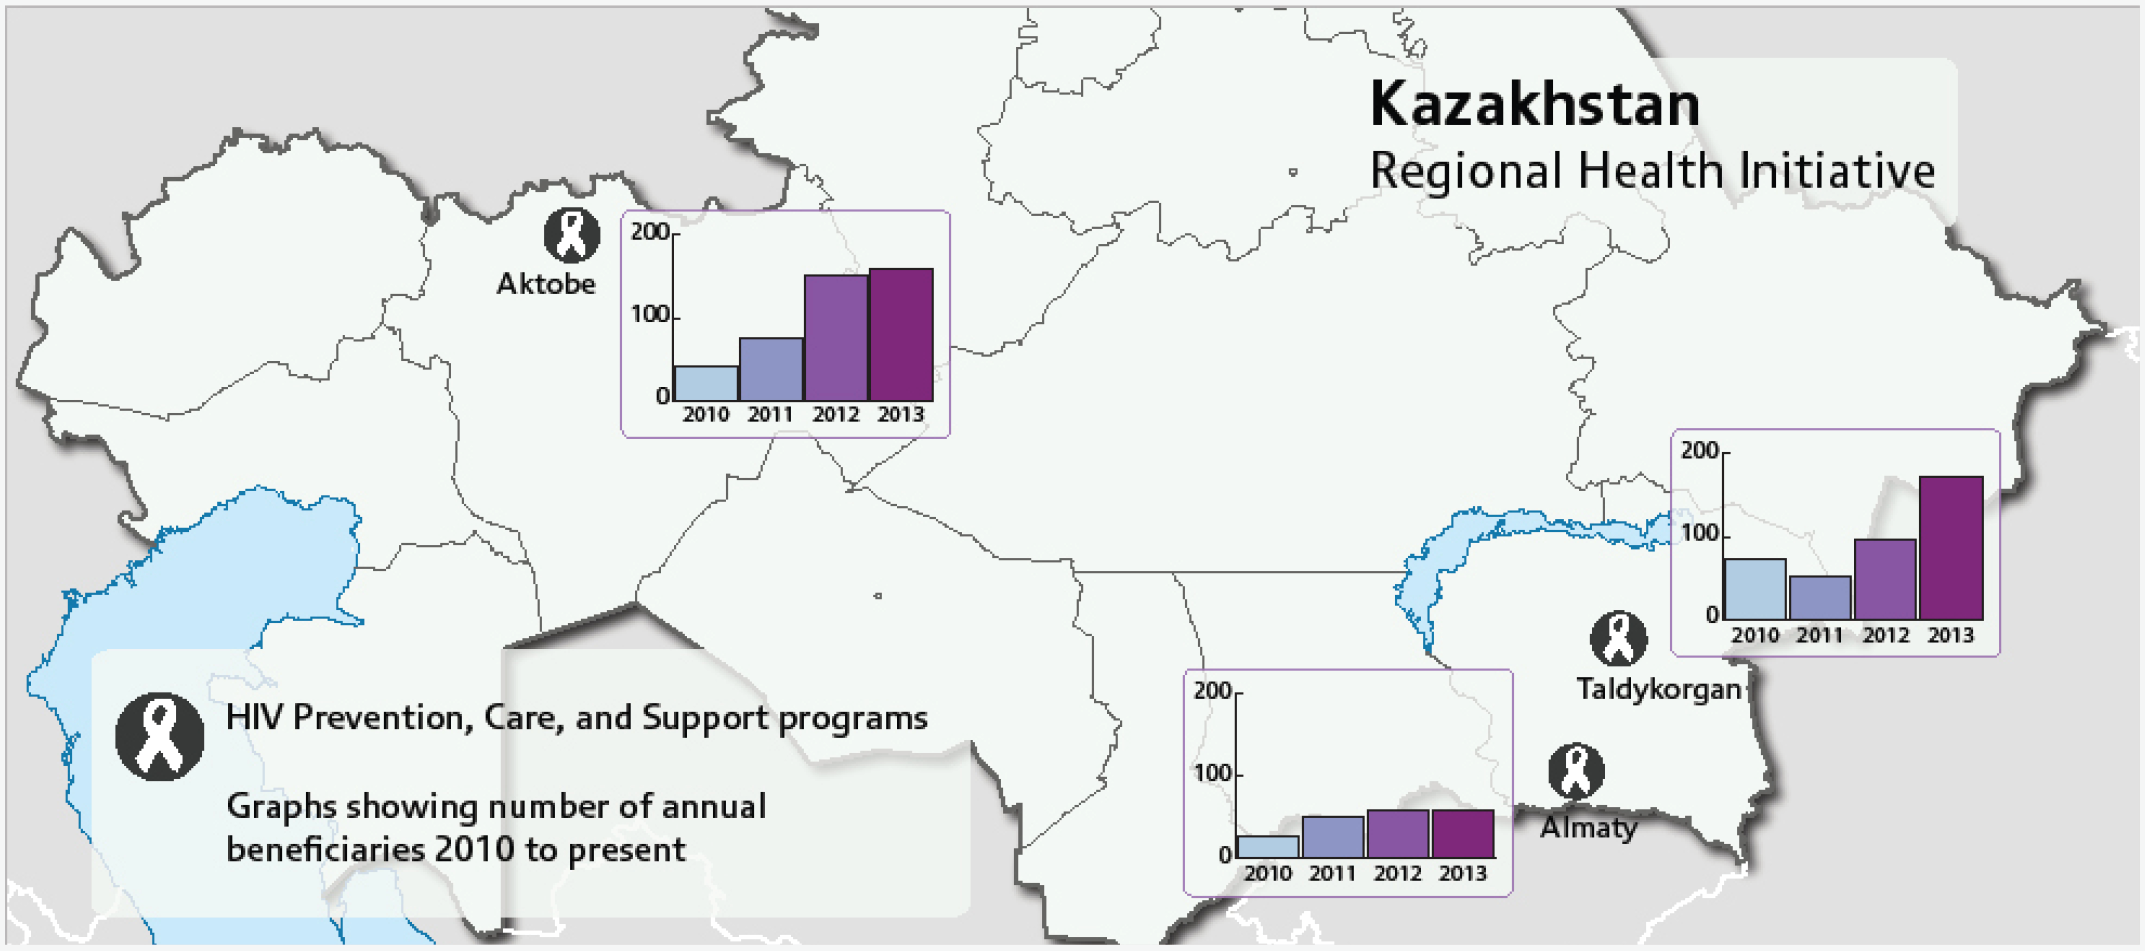 Kazakhstan
Regional Health Initiative
Aktobe
200
100
0
2010 2011 2012 2013
200
100
0
2010 2011 2012 2013
Taldykorgan
200
100
0
2010 2011 2012 2013
Almaty
HIV Prevention, Care, and Support programs
Graphs showing number of annual
beneficiaries 2010 to present